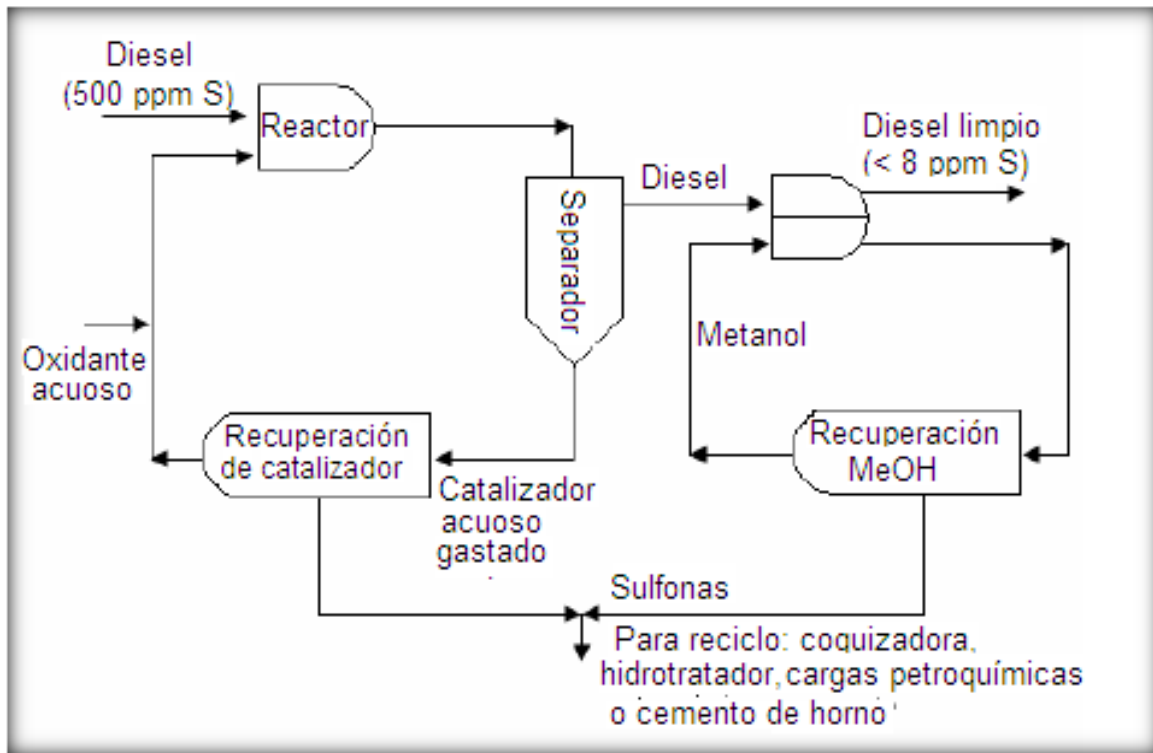 Diesel
(500 ppm S)
Reactor
Separador
Diesel
Diesel limpio
(< 8 ppm S)
Metanol
Oxidante
acuoso
Recuperación
de catalizador
Catalizador
acuoso
gastado
Recuperación
MeOH
Sulfonas
Para reciclo: coquizadora,
hidrotratador, cargas petroquímicas
o cemento de horno